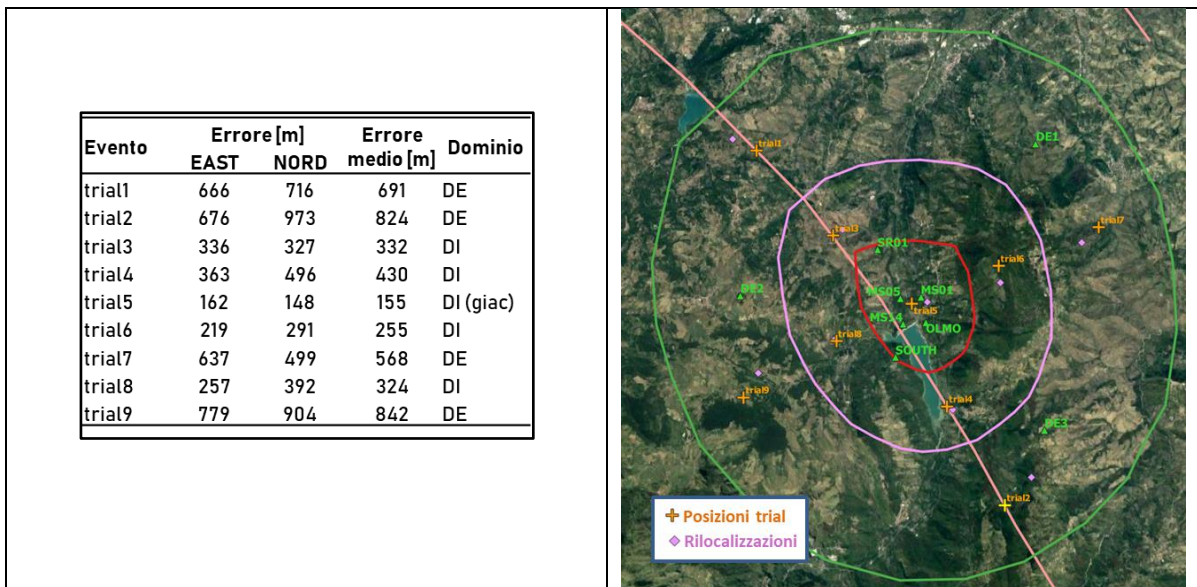 Evento Errore [m] Errore medio [m] Dominio
EAST NORD
trial1 666 716 691 DE
trial2 676 973 824 DE
trial3 336 327 332 DI
trial4 363 496 430 DI
trial5 162 148 155 DI (giac)
trial6 219 291 255 DI
trial7 637 499 568 DE
trial8 257 392 324 DI
trial9 779 904 842 DE
DE1
trial1
trial7
trial3
SR01
trial6
DE2
MS05
MS01
trial5
MS14
OLMO
trial8
SOUTH
trial9
trial4
DE3
trial2
Posizioni trial
Rilocalizzazioni